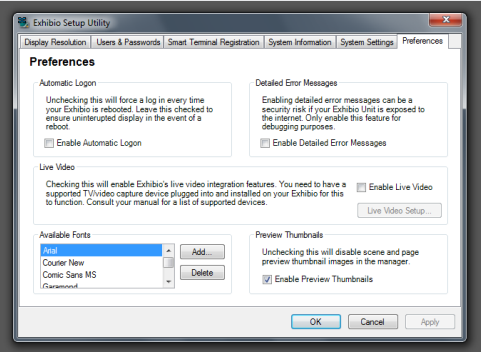 Exhibio Setup Utility
Display Resolution Users & Passwords Smart Terminal Registration System Information System Settings Preferences
Preferences
Automatic Logon
Unchecking this will force a log in every time
your Exhibio is rebooted. Leave this checked to
ensure uninterupted display in the event of a
reboot.
Enable Automatic Logon
Detailed Error Messages
Enabling detailed error messages can be a
security risk if your Exhibio Unit is exposed to
the internet. Only enable this feature for
debugging purposes.
Enable Detailed Error Messages
Live Video
Checking this will enable Exhibio's live video integration features. You need to have a
supported TV/video capture device plugged into and installed on your Exhibio for this
to function. Consult your manual for a list of supported devices.
Enable Live Video
Live Video Setup...
Available Fonts
Arial
Courier New
Comic Sans MS
Garamond
Add...
Delete
Preview Thumbnails
Unchecking this will disable scene and page
preview thumbnail images in the manager.
Enable Preview Thumbnails
OK Cancel Apply